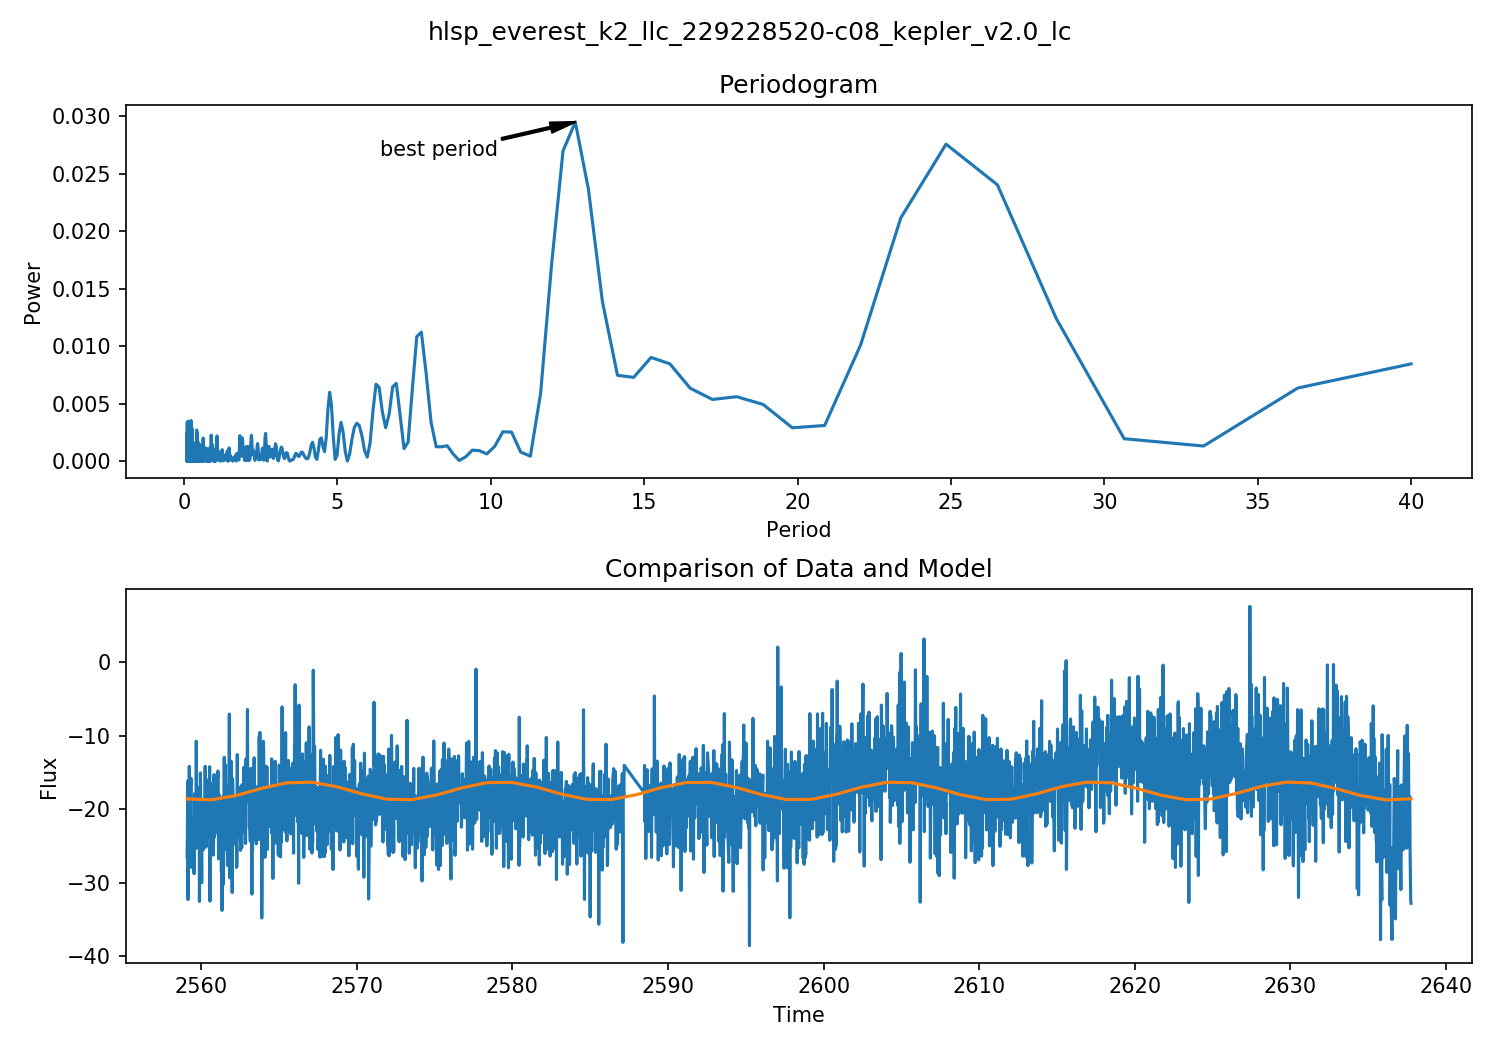 hlsp_everest_k2_llc_229228520-c08_kepler_v2.0_lc
Periodogram
0.030
0.025
0.020
0.015
0.010
0.005
0.000
Power
best period
0 5 10 15 20 25 30 35 40
Period
Comparison of Data and Model
0
−10
−20
−30
−40
Flux
2560 2570 2580 2590 2600 2610 2620 2630 2640
Time